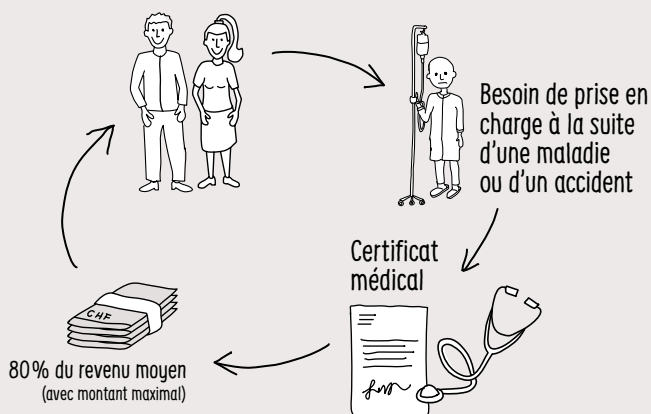 Besoin de prise en
charge à la suite
d'une maladie
ou d'un accident
Certificat
médical
CHF
80% du revenu moyen
(avec montant maximal)